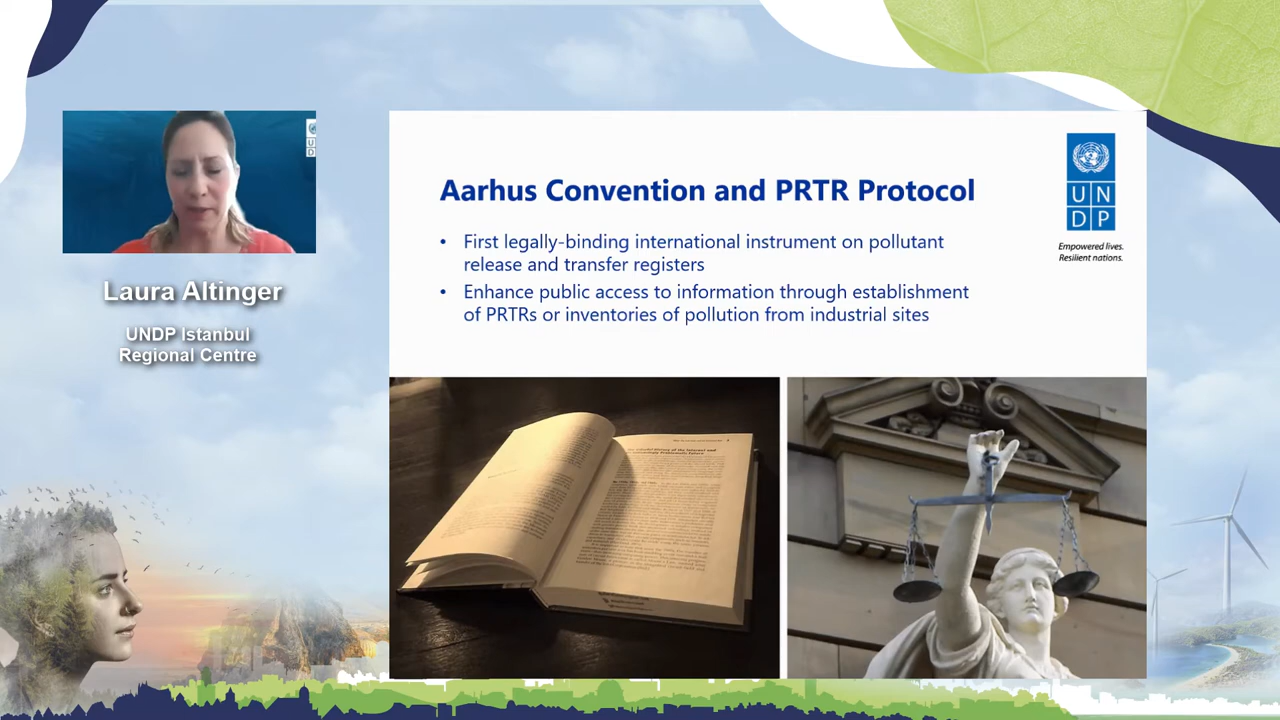 Laura Altinger
UNDP Istanbul
Regional Centre
Aarhus Convention and PRTR Protocol
• First legally-binding international instrument on pollutant
release and transfer registers
• Enhance public access to information through establishment
of PRTRs or inventories of pollution from industrial sites
U N
D P
Empowered lives.
Resilient nations.
U
D